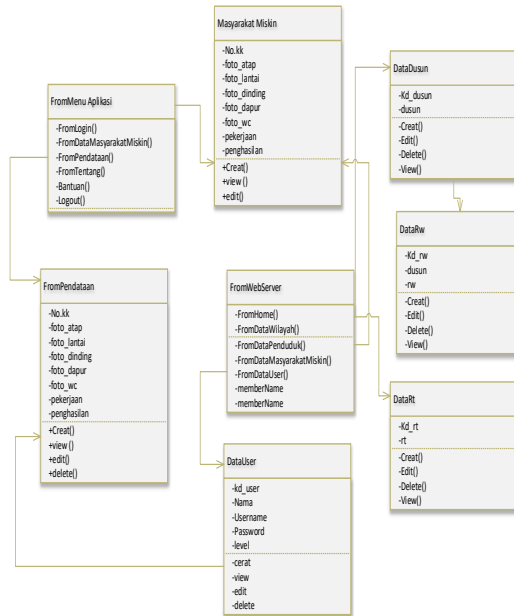 Masyarakat Miskin
-No.kk
-foto_atap
-foto_lantai
-foto_dinding
-foto_dapur
-foto_wc
-pekerjaan
-penghasilan
+Creat()
+view ()
+edit()
FromMenu Aplikasi
-FromLogin()
-FromDataMasyarakatMiskin()
-FromPendataan()
-FromTentang()
-Bantuan()
-Logout()
DataDusun
-Kd_dusun
-dusun
-Creat()
-Edit()
-Delete()
-View()
DataRw
-Kd_rw
-dusun
-rw
-Creat()
-Edit()
-Delete()
-View()
FromPendataan
-No.kk
-foto_atap
-foto_lantai
-foto_dinding
-foto_dapur
-foto_wc
-pekerjaan
-penghasilan
+Creat()
+view ()
+edit()
+delete()
FromWebServer
-FromHome()
-FromDataWilayah()
-FromDataPenduduk()
-FromDataMasyarakatMiskin()
-FromDataUser()
-memberName
-memberName
DataRt
-Kd_rt
-rt
-Creat()
-Edit()
-Delete()
-View()
DataUser
-kd_user
-Nama
-Username
-Password
-level
-cerat
-view
-edit
-delete